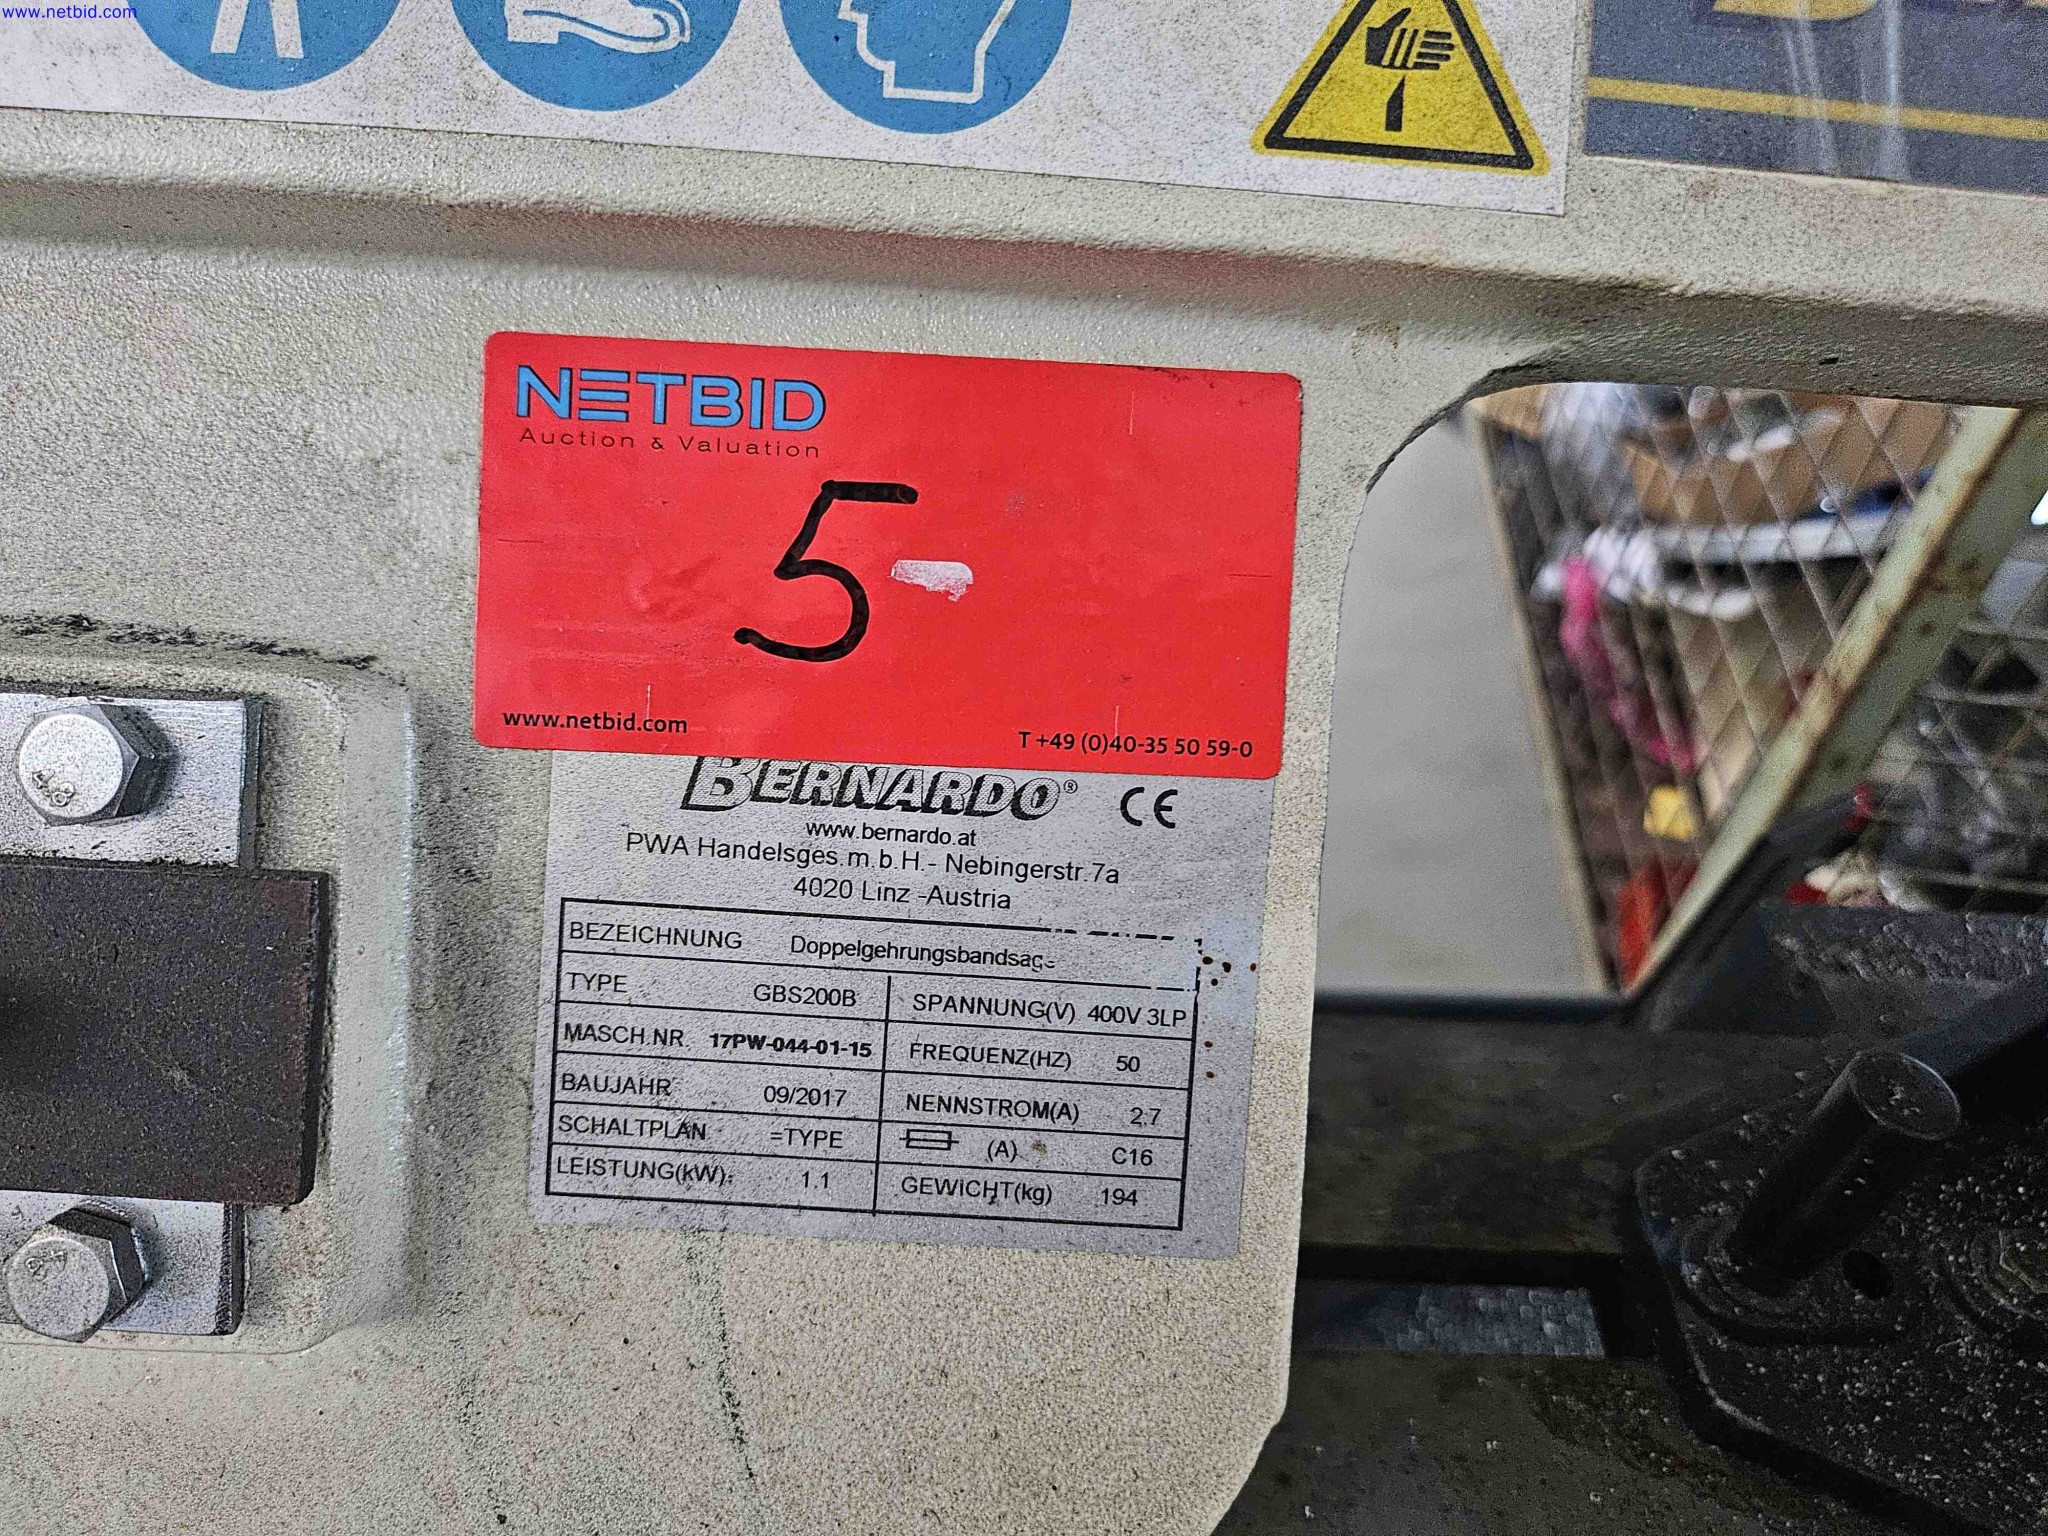 www.netbid.com
NETBID
Auction & Valuation
5
www.netbid.com
T +49 (0)40-35 50 59-0
BERNARDO® CE
www.bernardo.at
PWA Handelsges.m.b.H.- Nebingerstr.7a
4020 Linz -Austria
BEZEICHNUNG Doppelgehrungsbandsäge
TYPE GBS200B SPANNUNG(V) 400V 3LP
MASCH.NR. 17PW-044-01-15 FREQUENZ(HZ) 50
BAUJAHR 09/2017 NENNSTROM(A) 2.7
SCHALTPLAN =TYPE (A) C16
LEISTUNG(kW): 1.1 GEWICHT(kg) 194
4.8